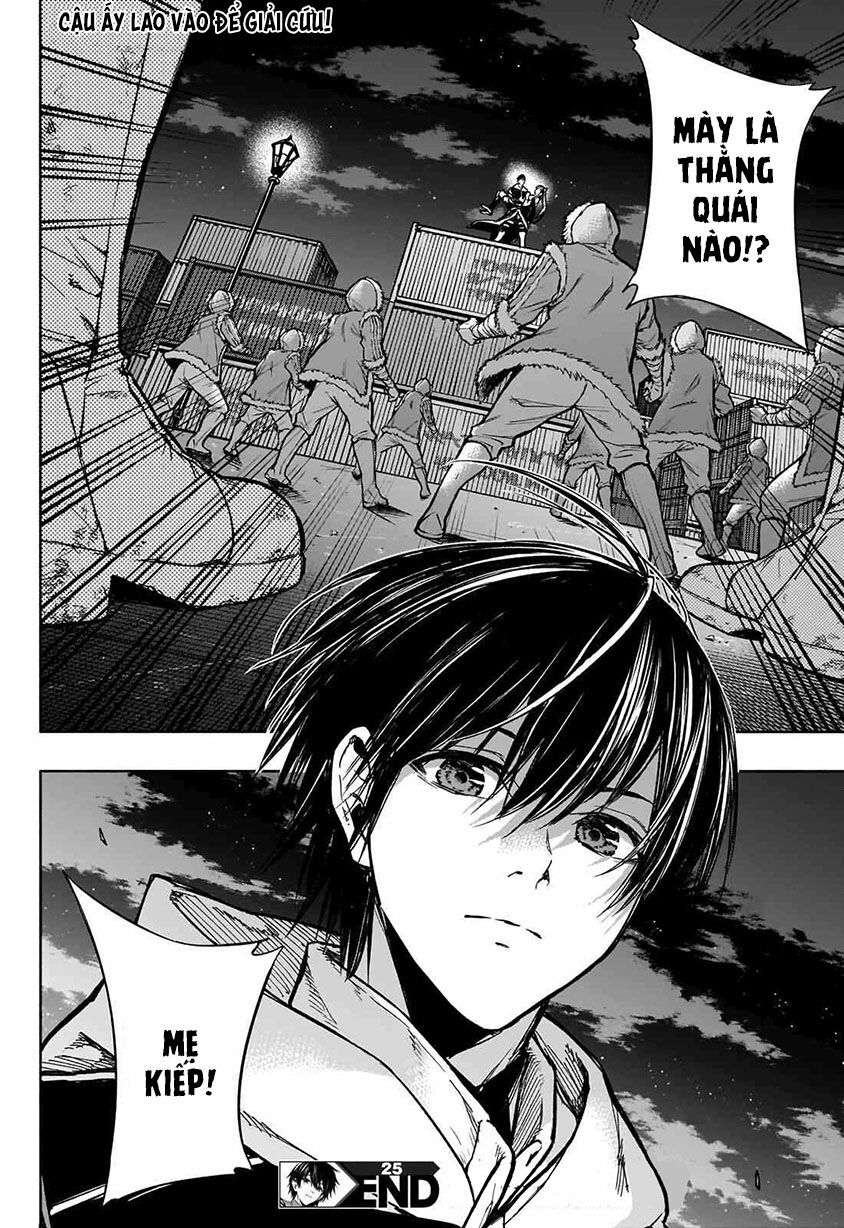 CẬU ẤY LAO VÀO ĐỂ GIẢI CỨU!
MÀY LÀ
THẰNG
QUÁI
NÀO!?
MẸ
KIẾP!
25
END